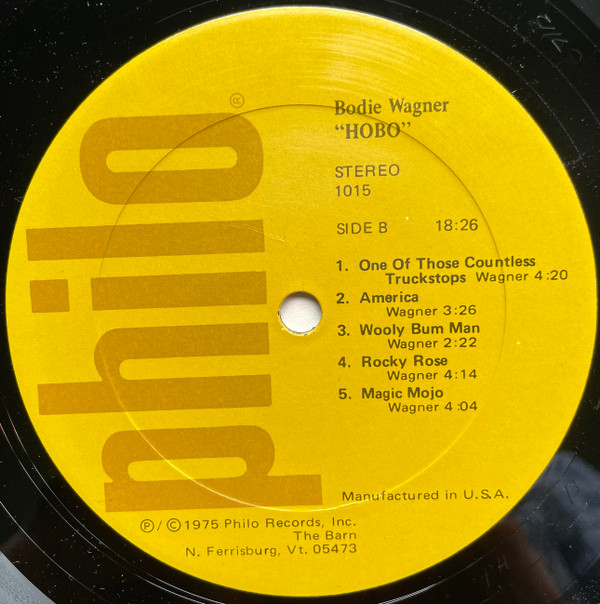 philo®
Bodie Wagner
“HOBO”
STEREO
1015
SIDE B 18:26
1. One Of Those Countless
Truckstops Wagner 4:20
2. America
Wagner 3:26
3. Wooly Bum Man
Wagner 2:22
4. Rocky Rose
Wagner 4:14
5. Magic Mojo
Wagner 4:04
Manufactured in U.S.A.
℗/©1975 Philo Records, Inc.
The Barn
N. Ferrisburg, Vt. 05473